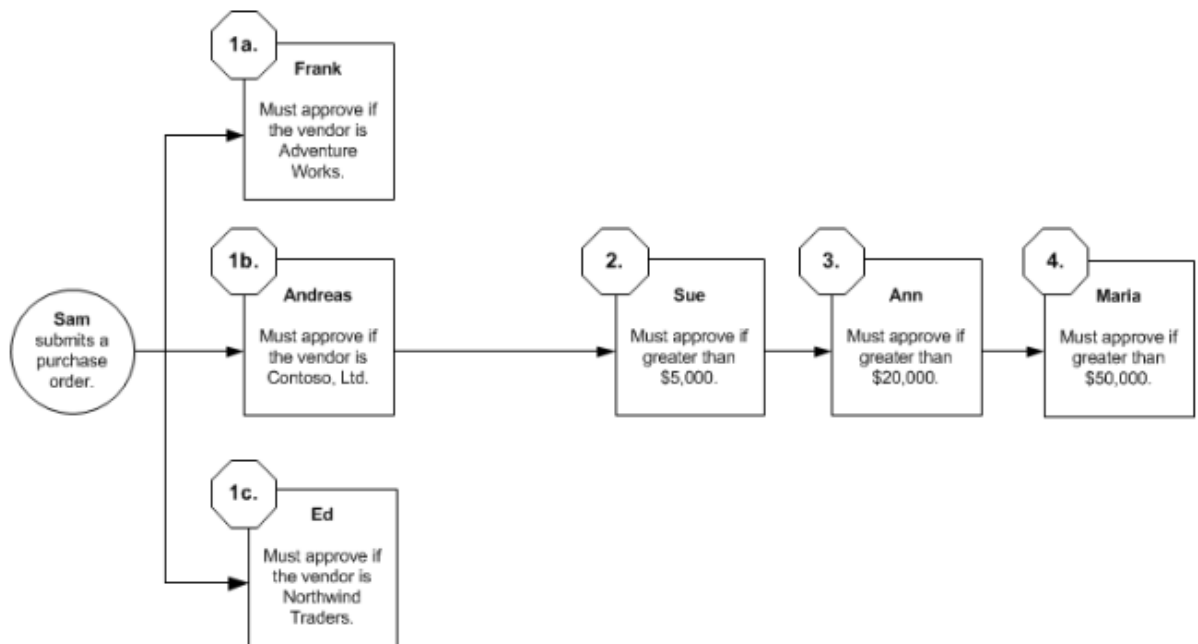 1a.
Frank
Must approve if
the vendor is
Adventure
Works.
1b.
Andreas
Must approve if
the vendor is
Contoso, Ltd.
2.
Sue
Must approve if
greater than
$5,000.
3.
Ann
Must approve if
greater than
$20,000.
4.
Maria
Must approve if
greater than
$50,000.
Sam
submits a
purchase
order.
1c.
Ed
Must approve if
the vendor is
Northwind
Traders.